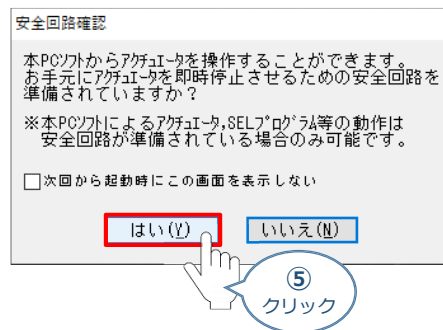 安全回路確認
本PCソフトからアクチュエータを操作することができます。
お手元にアクチュエータを即時停止させるための安全回路を
準備されていますか？
※本PCソフトによるアクチュエータ,SELプログラム等の動作は
安全回路が準備されている場合のみ可能です。
次回から起動時にこの画面を表示しない
はい(Y) いいえ(N)
⑤
クリック